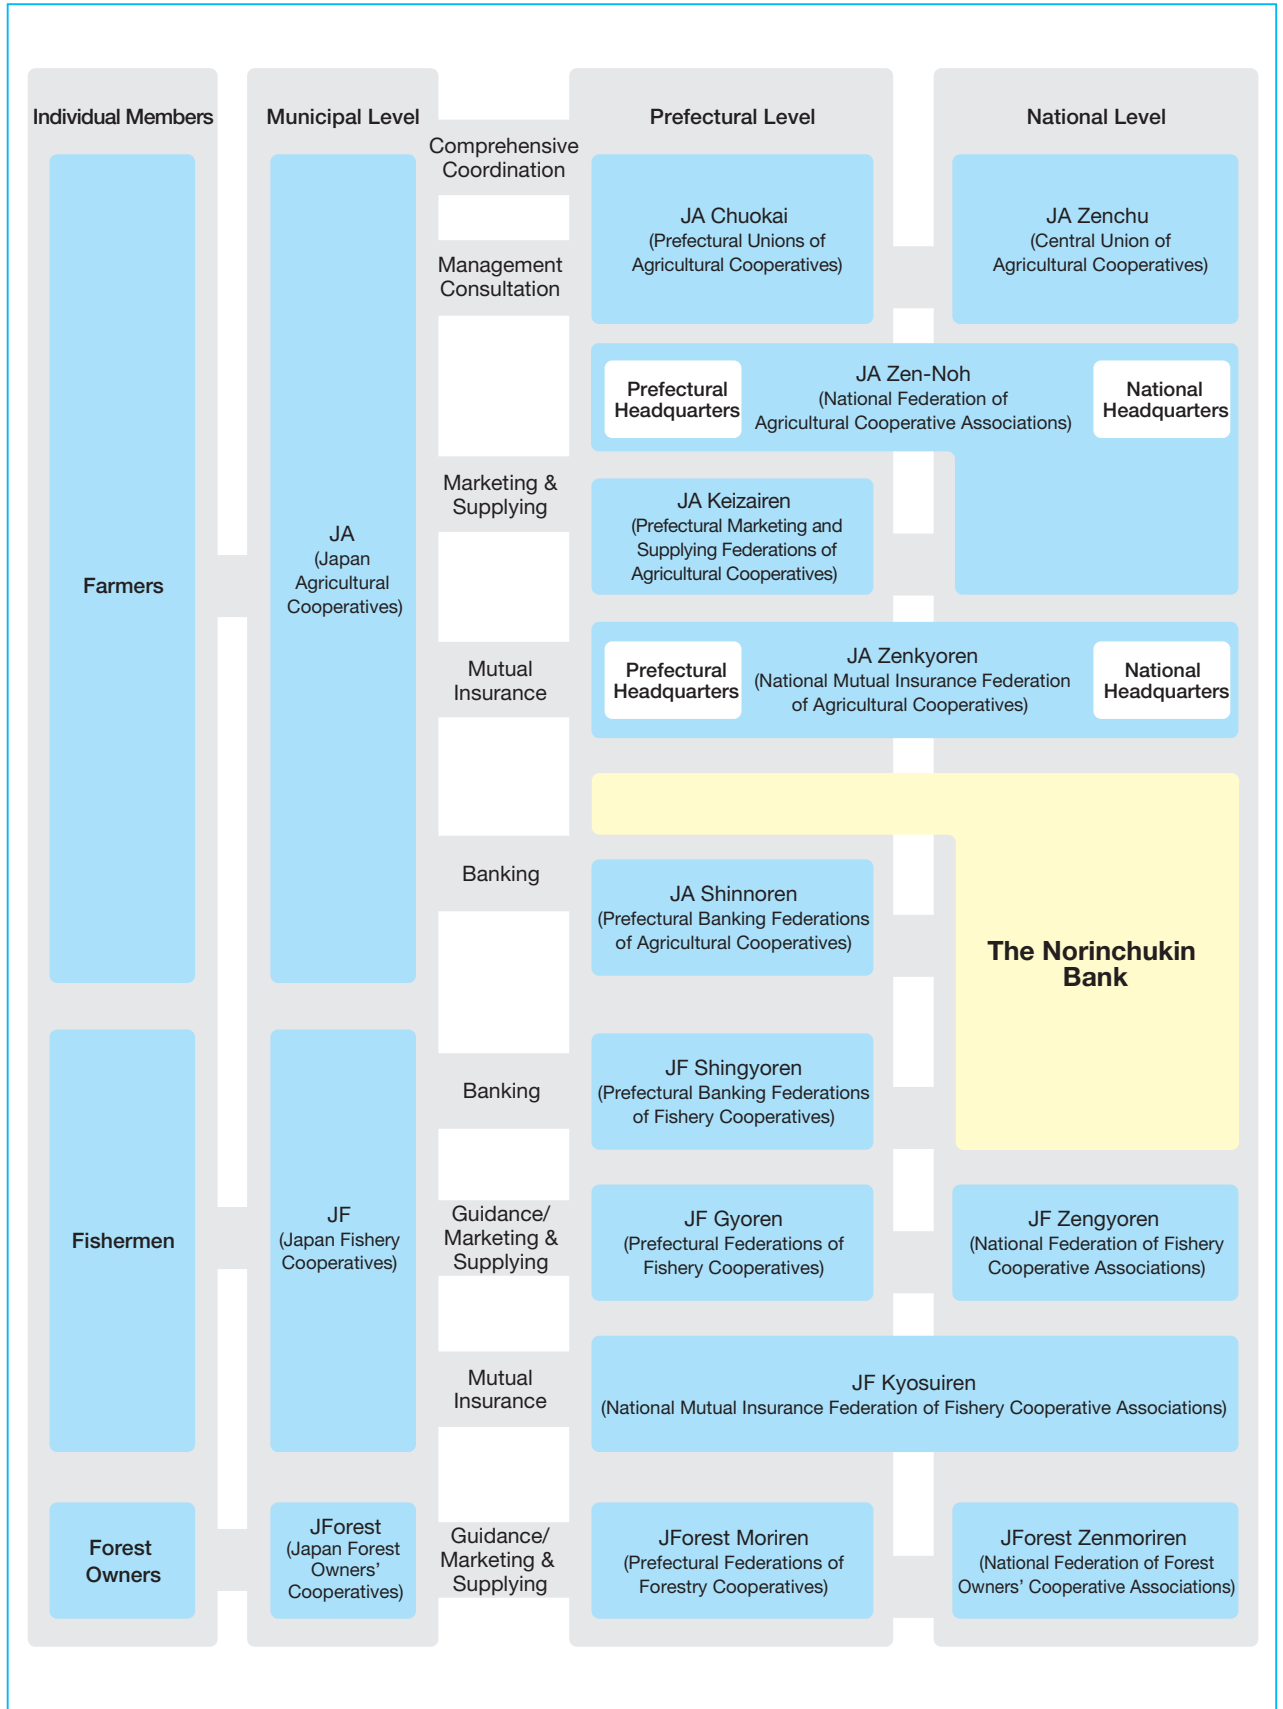 Individual Members
Municipal Level
Prefectural Level
National Level
Farmers
Fishermen
Forest
Owners
JA
(Japan
Agricultural
Cooperatives)
JF
(Japan Fishery
Cooperatives)
JForest
(Japan Forest
Owners'
Cooperatives)
Comprehensive
Coordination
Management
Consultation
Marketing &
Supplying
Mutual
Insurance
Banking
Banking
Guidance/
Marketing &
Supplying
Mutual
Insurance
Guidance/
Marketing &
Supplying
JA Chuokai
(Prefectural Unions of
Agricultural Cooperatives)
JA Zenchu
(Central Union of
Agricultural Cooperatives)
Prefectural
Headquarters
JA Zen-Noh
(National Federation of
Agricultural Cooperative Associations)
National
Headquarters
JA Keizairen
(Prefectural Marketing and
Supplying Federations of
Agricultural Cooperatives)
Prefectural
Headquarters
JA Zenkyoren
(National Mutual Insurance Federation
of Agricultural Cooperatives)
National
Headquarters
JA Shinnoren
(Prefectural Banking Federations
of Agricultural Cooperatives)
The Norinchukin
Bank
JF Shingyoren
(Prefectural Banking Federations
of Fishery Cooperatives)
JF Gyoren
(Prefectural Federations of
Fishery Cooperatives)
JF Zengyoren
(National Federation of Fishery
Cooperative Associations)
JF Kyosuiren
(National Mutual Insurance Federation of Fishery Cooperative Associations)
JForest Moriren
(Prefectural Federations of
Forestry Cooperatives)
JForest Zenmoriren
(National Federation of Forest
Owners' Cooperative Associations)